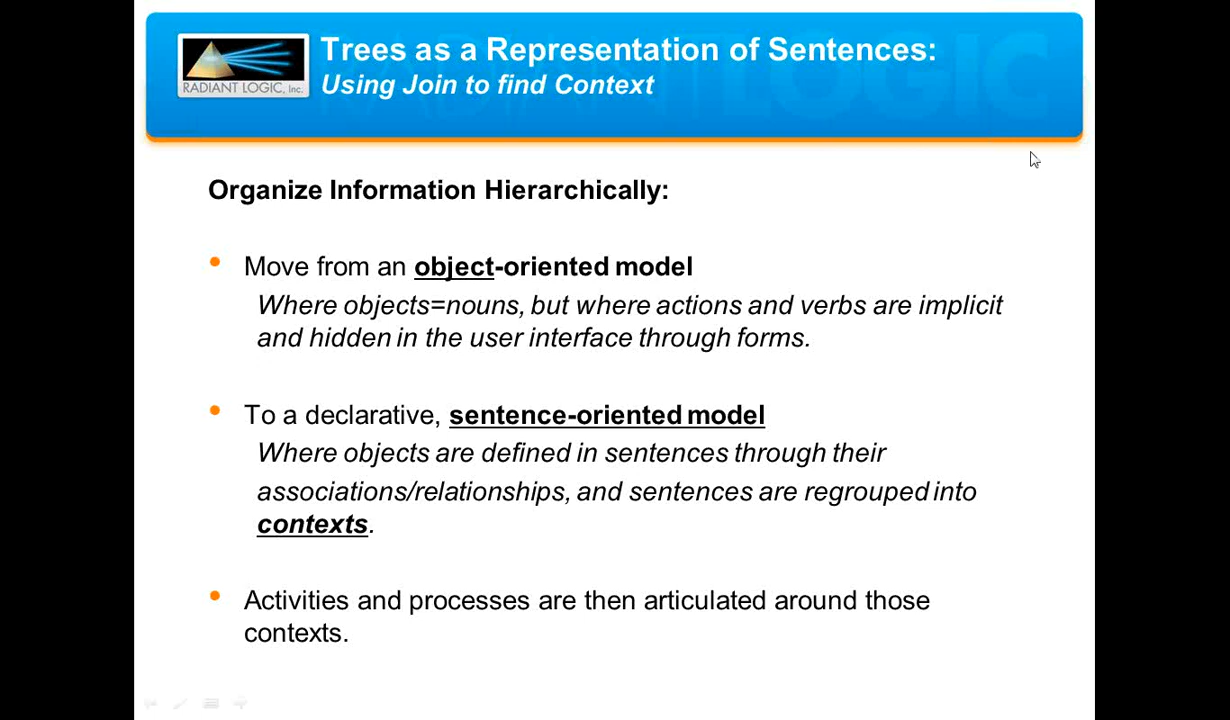 RADIANT LOGIC, Inc.
Trees as a Representation of Sentences:
Using Join to find Context
Organize Information Hierarchically:
• Move from an object-oriented model
Where objects=nouns, but where actions and verbs are implicit
and hidden in the user interface through forms.
• To a declarative, sentence-oriented model
Where objects are defined in sentences through their
associations/relationships, and sentences are regrouped into
contexts.
• Activities and processes are then articulated around those
contexts.